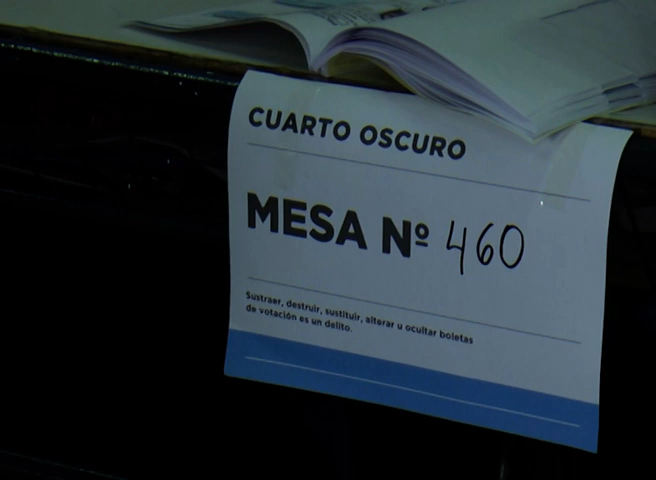 CUARTO OSCURO
MESA Nº 460
Sustraer, destruir, sustituir, alterar u ocultar boletas
de votación es un delito.